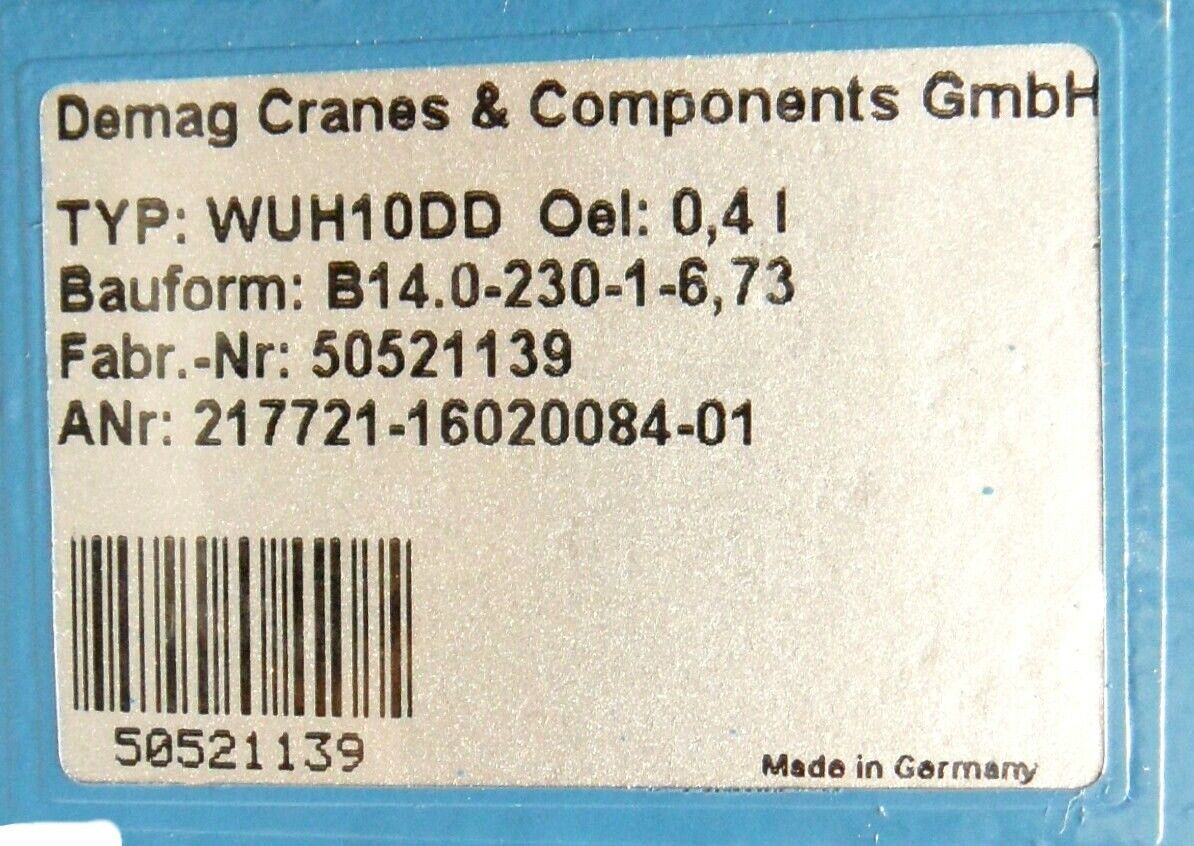 Demag Cranes & Components GmbH
TYP: WUH10DD Oel: 0,4 l
Bauform: B14.0-230-1-6,73
Fabr.-Nr: 50521139
ANr: 217721-16020084-01
50521139
Made in Germany